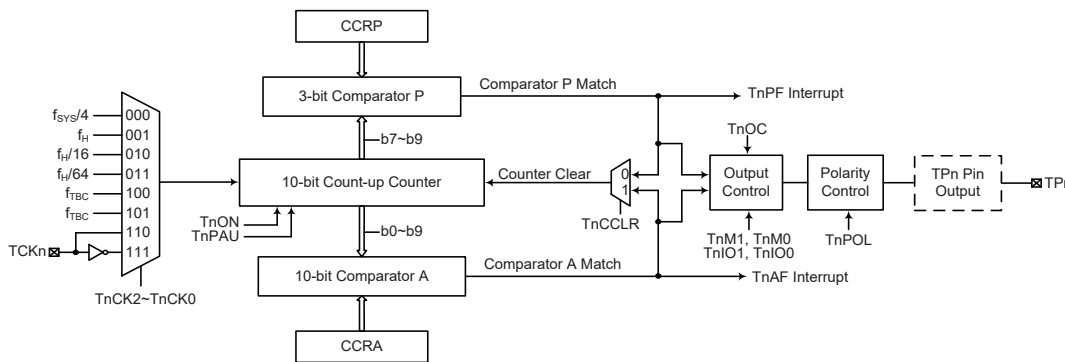 CCRP
3-bit Comparator P
Comparator P Match
TnPF Interrupt
b7~b9
fSYS/4 000
fH 001
fH/16 010
fH/64 011
fTBC 100
fTBC 101
110
TCKn
111
TnCK2~TnCK0
10-bit Count-up Counter
TnON
TnPAU
Counter Clear
0
1
TnCCLR
TnOC
Output
Control
TnM1, TnM0
TnIO1, TnIO0
Polarity
Control
TnPOL
TPn Pin
Output
TPn
b0~b9
10-bit Comparator A
Comparator A Match
TnAF Interrupt
CCRA